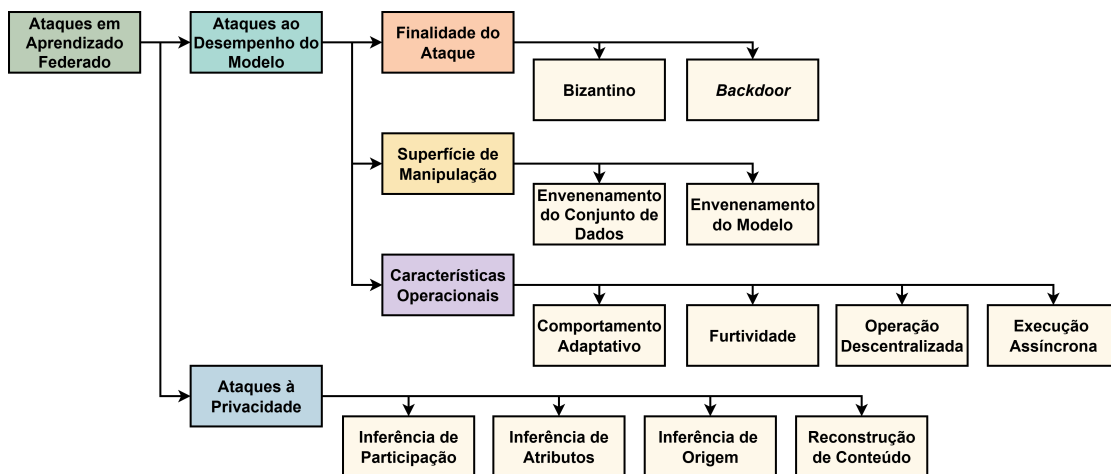 Ataques em
Aprendizado
Federado
Ataques ao
Desempenho do
Modelo
Finalidade do
Ataque
Bizantino
Backdoor
Superfície de
Manipulação
Envenenamento
do Conjunto de
Dados
Envenenamento
do Modelo
Características
Operacionais
Comportamento
Adaptativo
Furtividade
Operação
Descentralizada
Execução
Assíncrona
Ataques à
Privacidade
Inferência de
Participação
Inferência de
Atributos
Inferência de
Origem
Reconstrução
de Conteúdo